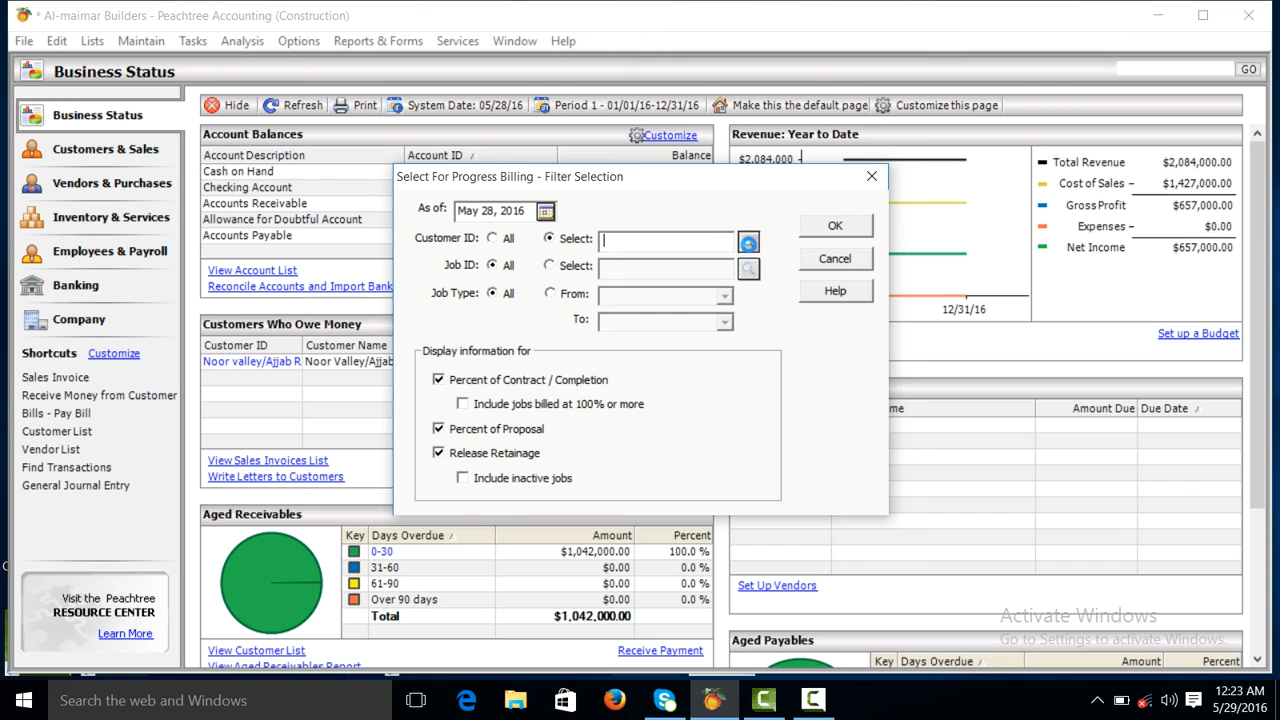 * Al-maimar Builders - Peachtree Accounting (Construction)
File Edit Lists Maintain Tasks Analysis Options Reports & Forms Services Window Help
Business Status
GO
Business Status
Customers & Sales
Vendors & Purchases
Inventory & Services
Employees & Payroll
Banking
Company
Shortcuts Customize
Sales Invoice
Receive Money from Customer
Bills - Pay Bill
Customer List
Vendor List
Find Transactions
General Journal Entry
Visit the Peachtree
RESOURCE CENTER
Learn More
Hide Refresh Print System Date: 05/28/16 Period 1 - 01/01/16-12/31/16 Make this the default page Customize this page
Account Balances Customize
Account Description Account ID Balance
Cash on Hand
Checking Account
Accounts Receivable
Allowance for Doubtful Account
Accounts Payable
View Account List
Reconcile Accounts and Import Bank
Customers Who Owe Money
Customer ID Customer Name
Noor valley/Ajjab R Noor Valley/Ajjab
View Sales Invoices List
Write Letters to Customers
Aged Receivables
Key Days Overdue Amount Percent
0-30 $1,042,000.00 100.0 %
31-60 $0.00 0.0 %
61-90 $0.00 0.0 %
Over 90 days $0.00 0.0 %
Total $1,042,000.00
View Customer List Receive Payment
View Aged Receivables Report
Select For Progress Billing - Filter Selection
As of: May 28, 2016
Customer ID: All Select:
Job ID: All Select:
Job Type: All From:
To:
OK
Cancel
Help
Display information for
Percent of Contract / Completion
Include jobs billed at 100% or more
Percent of Proposal
Release Retainage
Include inactive jobs
Revenue: Year to Date
$2,084,000
Total Revenue $2,084,000.00
Cost of Sales - $1,427,000.00
Gross Profit $657,000.00
Expenses - $0.00
Net Income $657,000.00
12/31/16
Set up a Budget
me Amount Due Due Date
Set Up Vendors
Aged Payables
Key Days Overdue Amount Percent
Activate Windows
Go to Settings to activate Windows.
Search the web and Windows
12:23 AM
5/29/2016